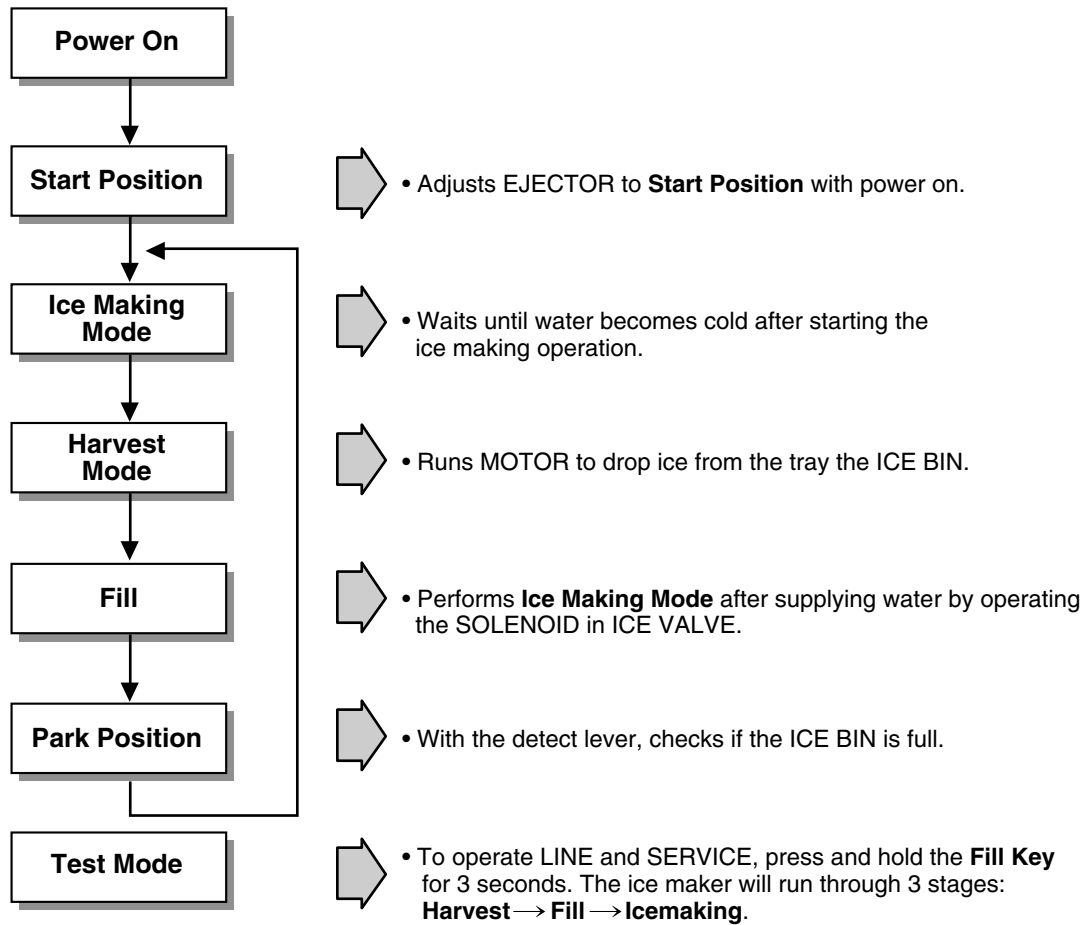 Power On
Start Position
• Adjusts EJECTOR to Start Position with power on.
Ice Making
Mode
• Waits until water becomes cold after starting the
ice making operation.
Harvest
Mode
• Runs MOTOR to drop ice from the tray the ICE BIN.
Fill
• Performs Ice Making Mode after supplying water by operating
the SOLENOID in ICE VALVE.
Park Position
• With the detect lever, checks if the ICE BIN is full.
Test Mode
• To operate LINE and SERVICE, press and hold the Fill Key
for 3 seconds. The ice maker will run through 3 stages:
Harvest→Fill→Icemaking.